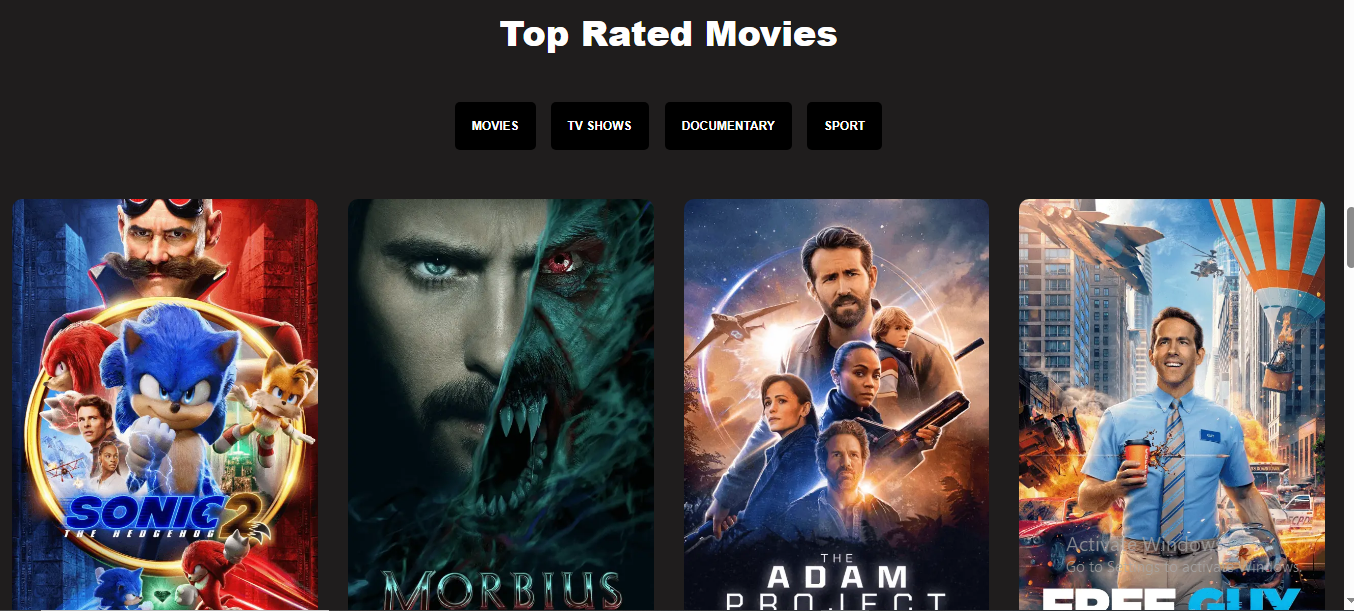 Top Rated Movies
MOVIES
TV SHOWS
DOCUMENTARY
SPORT
SONIC 2
THE HEDGEHOG
MORBIUS
THE
ADAM
PROJECT
FREE GUY
Activate Windows
Go to Settings to activate Windows.